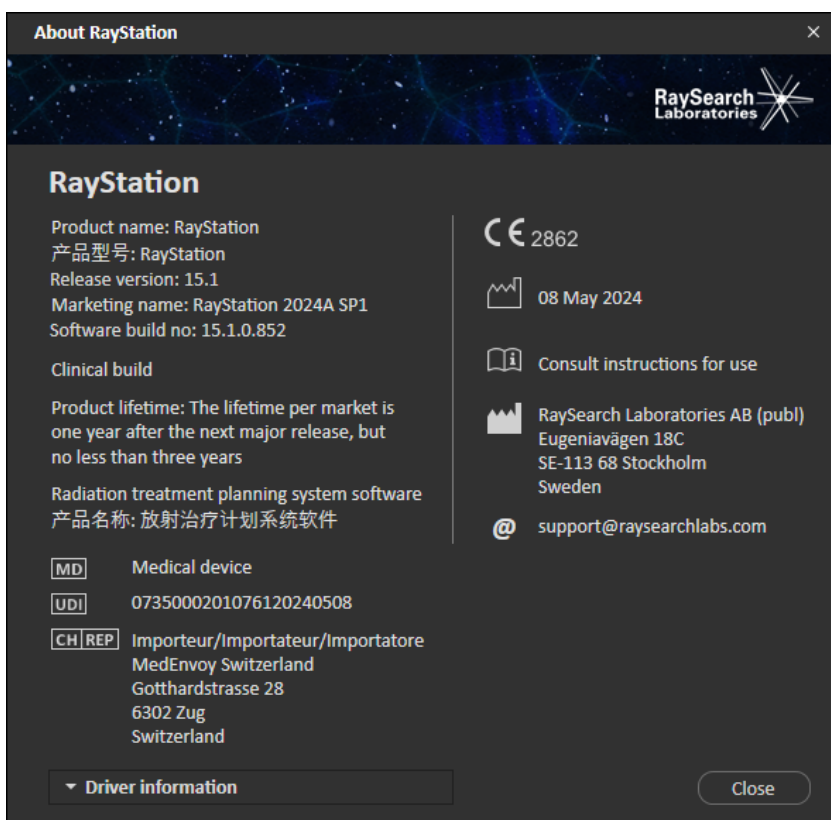 About RayStation
RaySearch
Laboratories
RayStation
Product name: RayStation
产品型号: RayStation
Release version: 15.1
Marketing name: RayStation 2024A SP1
Software build no: 15.1.0.852
Clinical build
Product lifetime: The lifetime per market is
one year after the next major release, but
no less than three years
Radiation treatment planning system software
产品名称: 放射治疗计划系统软件
MD Medical device
UDI 0735000201076120240508
CH REP Importeur/Importateur/Importatore
MedEnvoy Switzerland
Gotthardstrasse 28
6302 Zug
Switzerland
CE 2862
08 May 2024
Consult instructions for use
RaySearch Laboratories AB (publ)
Eugeniavägen 18C
SE-113 68 Stockholm
Sweden
@ support@raysearchlabs.com
Driver information
Close